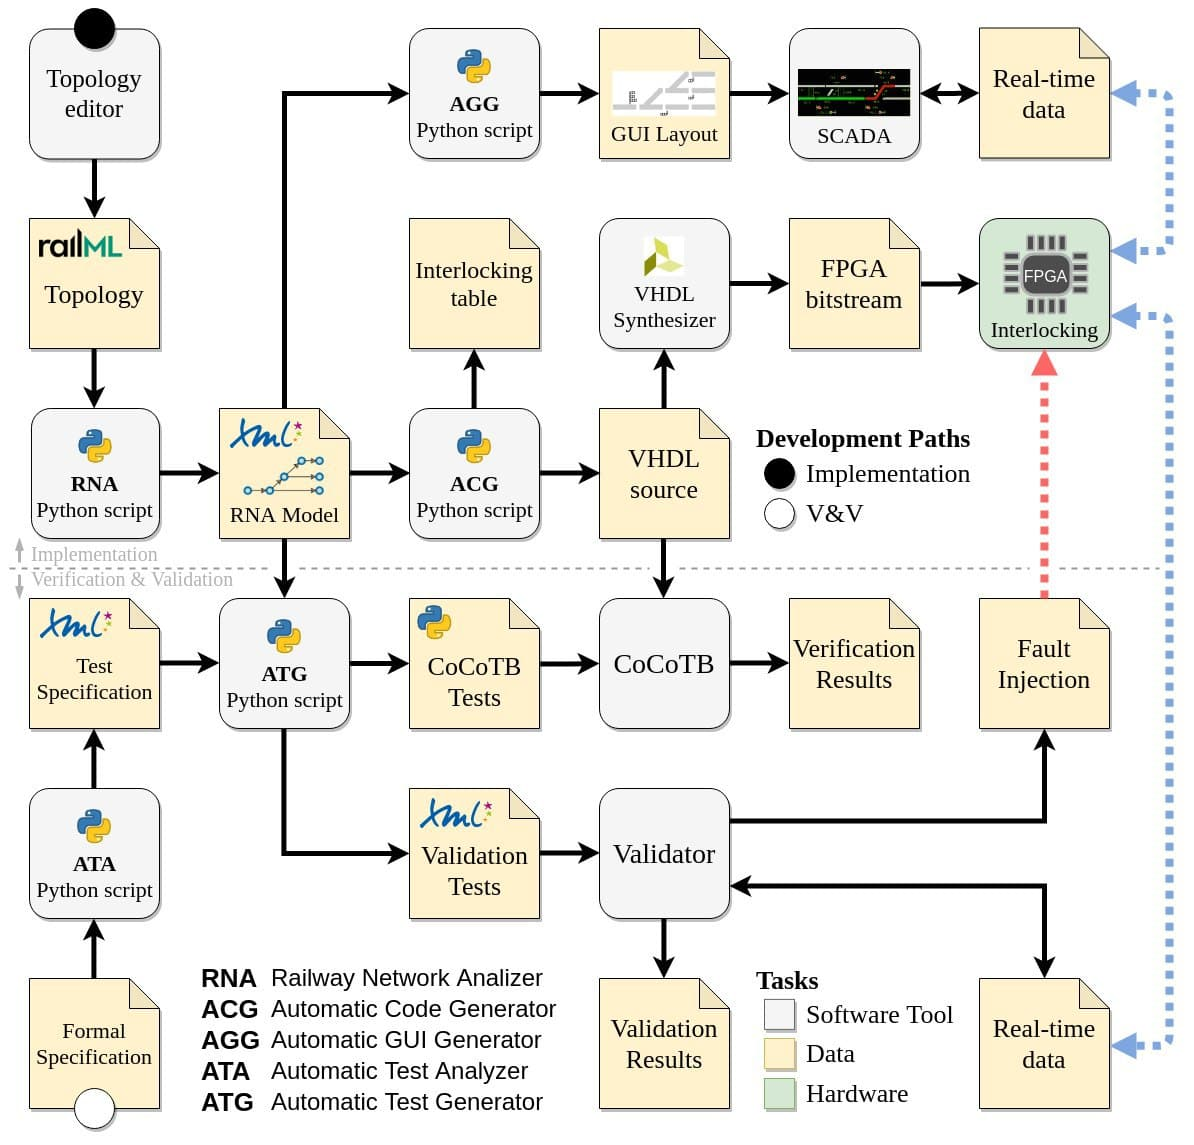 Topology
editor
AGG
Python script
GUI Layout
SCADA
Real-time
data
railML
Topology
Interlocking
table
VHDL
Synthesizer
FPGA
bitstream
FPGA
Interlocking
RNA
Python script
Xml
RNA Model
ACG
Python script
VHDL
source
Development Paths
Implementation
V&V
Implementation
Verification & Validation
Xml
Test
Specification
ATG
Python script
CoCoTB
Tests
CoCoTB
Verification
Results
Fault
Injection
ATA
Python script
Xml
Validation
Tests
Validator
Formal
Specification
RNA Railway Network Analizer
ACG Automatic Code Generator
AGG Automatic GUI Generator
ATA Automatic Test Analyzer
ATG Automatic Test Generator
Validation
Results
Tasks
Software Tool
Data
Hardware
Real-time
data